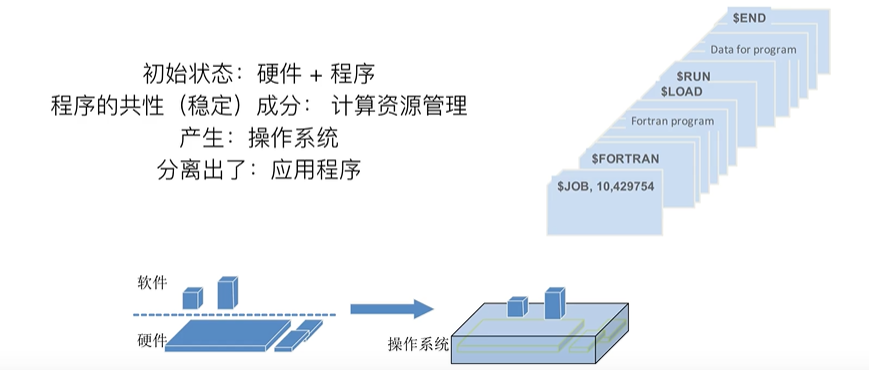 初始状态：硬件 + 程序
程序的共性（稳定）成分： 计算资源管理
产生：操作系统
分离出了：应用程序
$END
Data for program
$RUN
$LOAD
Fortran program
$FORTRAN
$JOB, 10,429754
软件
硬件
操作系统